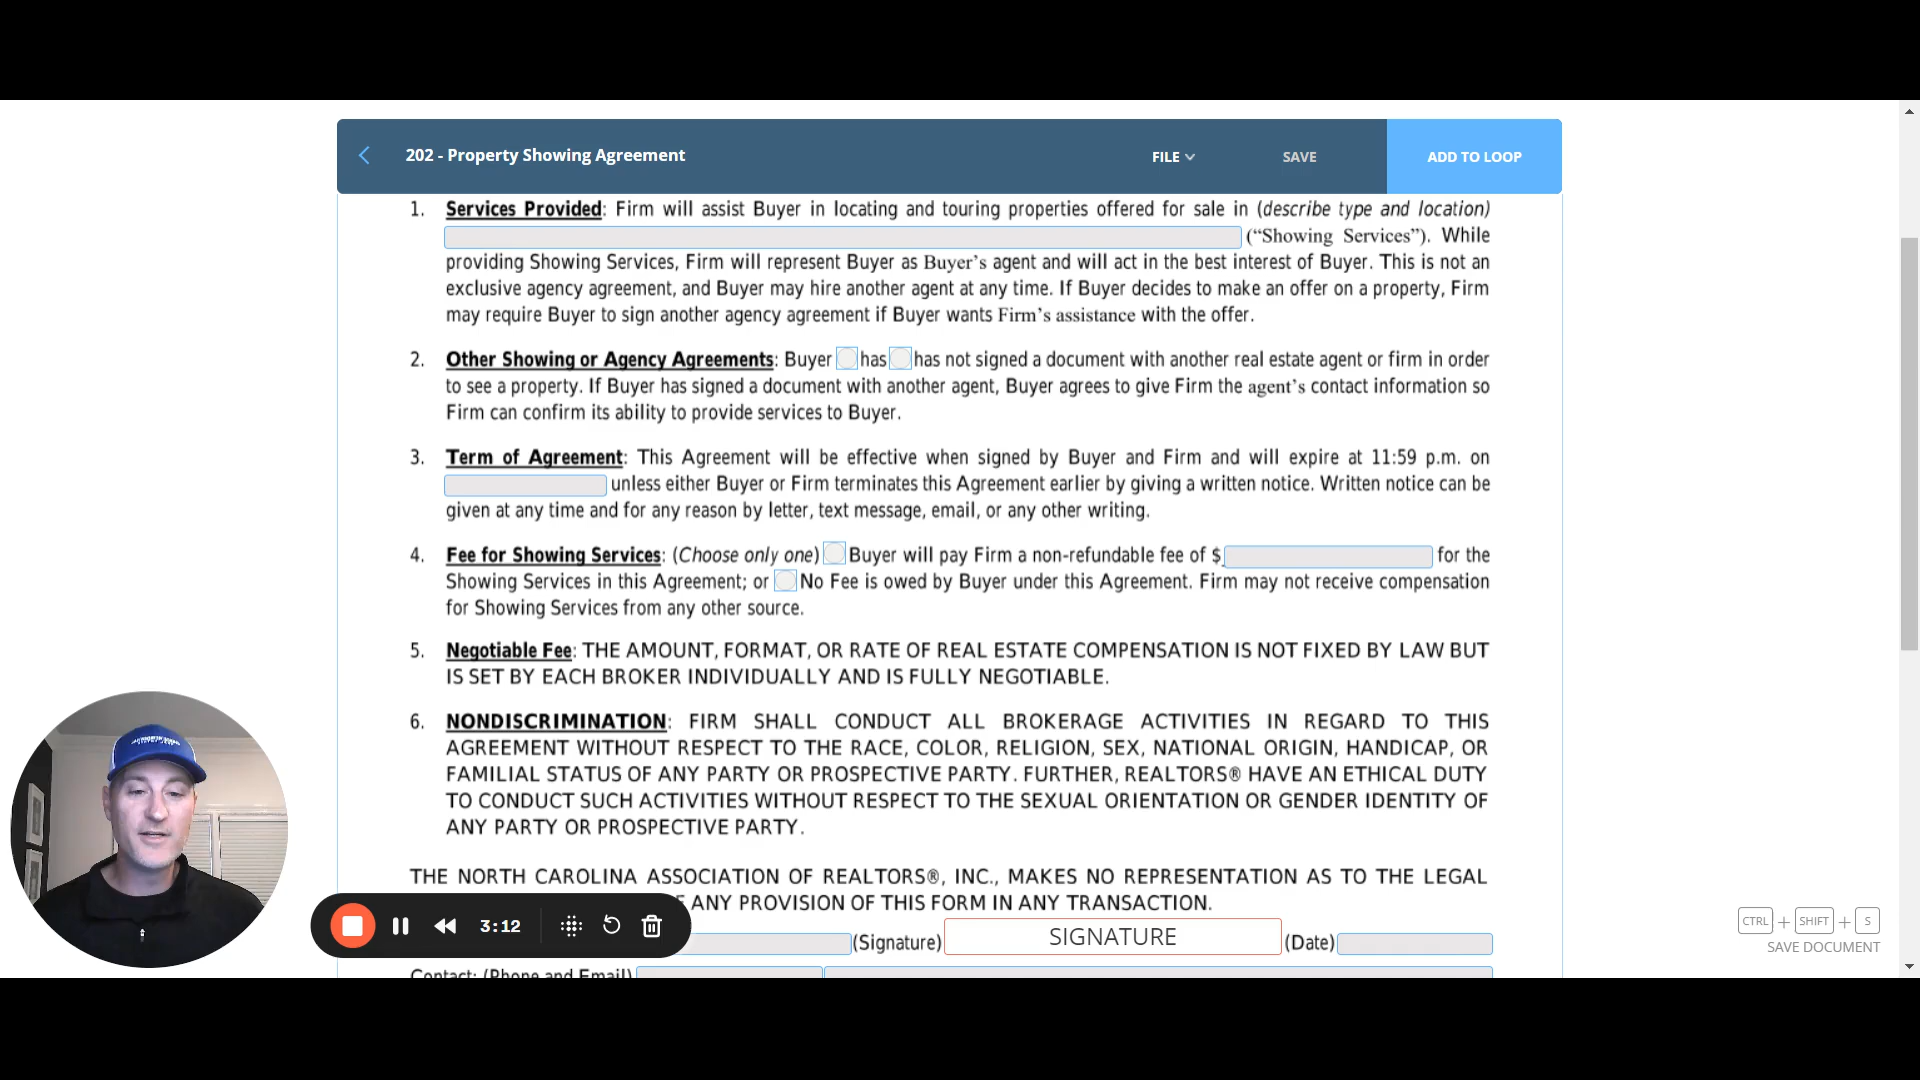 202 - Property Showing Agreement
FILE
SAVE
ADD TO LOOP
1. Services Provided: Firm will assist Buyer in locating and touring properties offered for sale in (describe type and location)
(“Showing Services”). While
providing Showing Services, Firm will represent Buyer as Buyer’s agent and will act in the best interest of Buyer. This is not an
exclusive agency agreement, and Buyer may hire another agent at any time. If Buyer decides to make an offer on a property, Firm
may require Buyer to sign another agency agreement if Buyer wants Firm’s assistance with the offer.
2. Other Showing or Agency Agreements: Buyer has has not signed a document with another real estate agent or firm in order
to see a property. If Buyer has signed a document with another agent, Buyer agrees to give Firm the agent’s contact information so
Firm can confirm its ability to provide services to Buyer.
3. Term of Agreement: This Agreement will be effective when signed by Buyer and Firm and will expire at 11:59 p.m. on
unless either Buyer or Firm terminates this Agreement earlier by giving a written notice. Written notice can be
given at any time and for any reason by letter, text message, email, or any other writing.
4. Fee for Showing Services: (Choose only one) Buyer will pay Firm a non-refundable fee of $ for the
Showing Services in this Agreement; or No Fee is owed by Buyer under this Agreement. Firm may not receive compensation
for Showing Services from any other source.
5. Negotiable Fee: THE AMOUNT, FORMAT, OR RATE OF REAL ESTATE COMPENSATION IS NOT FIXED BY LAW BUT
IS SET BY EACH BROKER INDIVIDUALLY AND IS FULLY NEGOTIABLE.
6. NONDISCRIMINATION: FIRM SHALL CONDUCT ALL BROKERAGE ACTIVITIES IN REGARD TO THIS
AGREEMENT WITHOUT RESPECT TO THE RACE, COLOR, RELIGION, SEX, NATIONAL ORIGIN, HANDICAP, OR
FAMILIAL STATUS OF ANY PARTY OR PROSPECTIVE PARTY. FURTHER, REALTORS® HAVE AN ETHICAL DUTY
TO CONDUCT SUCH ACTIVITIES WITHOUT RESPECT TO THE SEXUAL ORIENTATION OR GENDER IDENTITY OF
ANY PARTY OR PROSPECTIVE PARTY.
THE NORTH CAROLINA ASSOCIATION OF REALTORS®, INC., MAKES NO REPRESENTATION AS TO THE LEGAL
ANY PROVISION OF THIS FORM IN ANY TRANSACTION.
(Signature) SIGNATURE (Date)
Contact: (Phone and Email)
3:12
CTRL + SHIFT + S
SAVE DOCUMENT